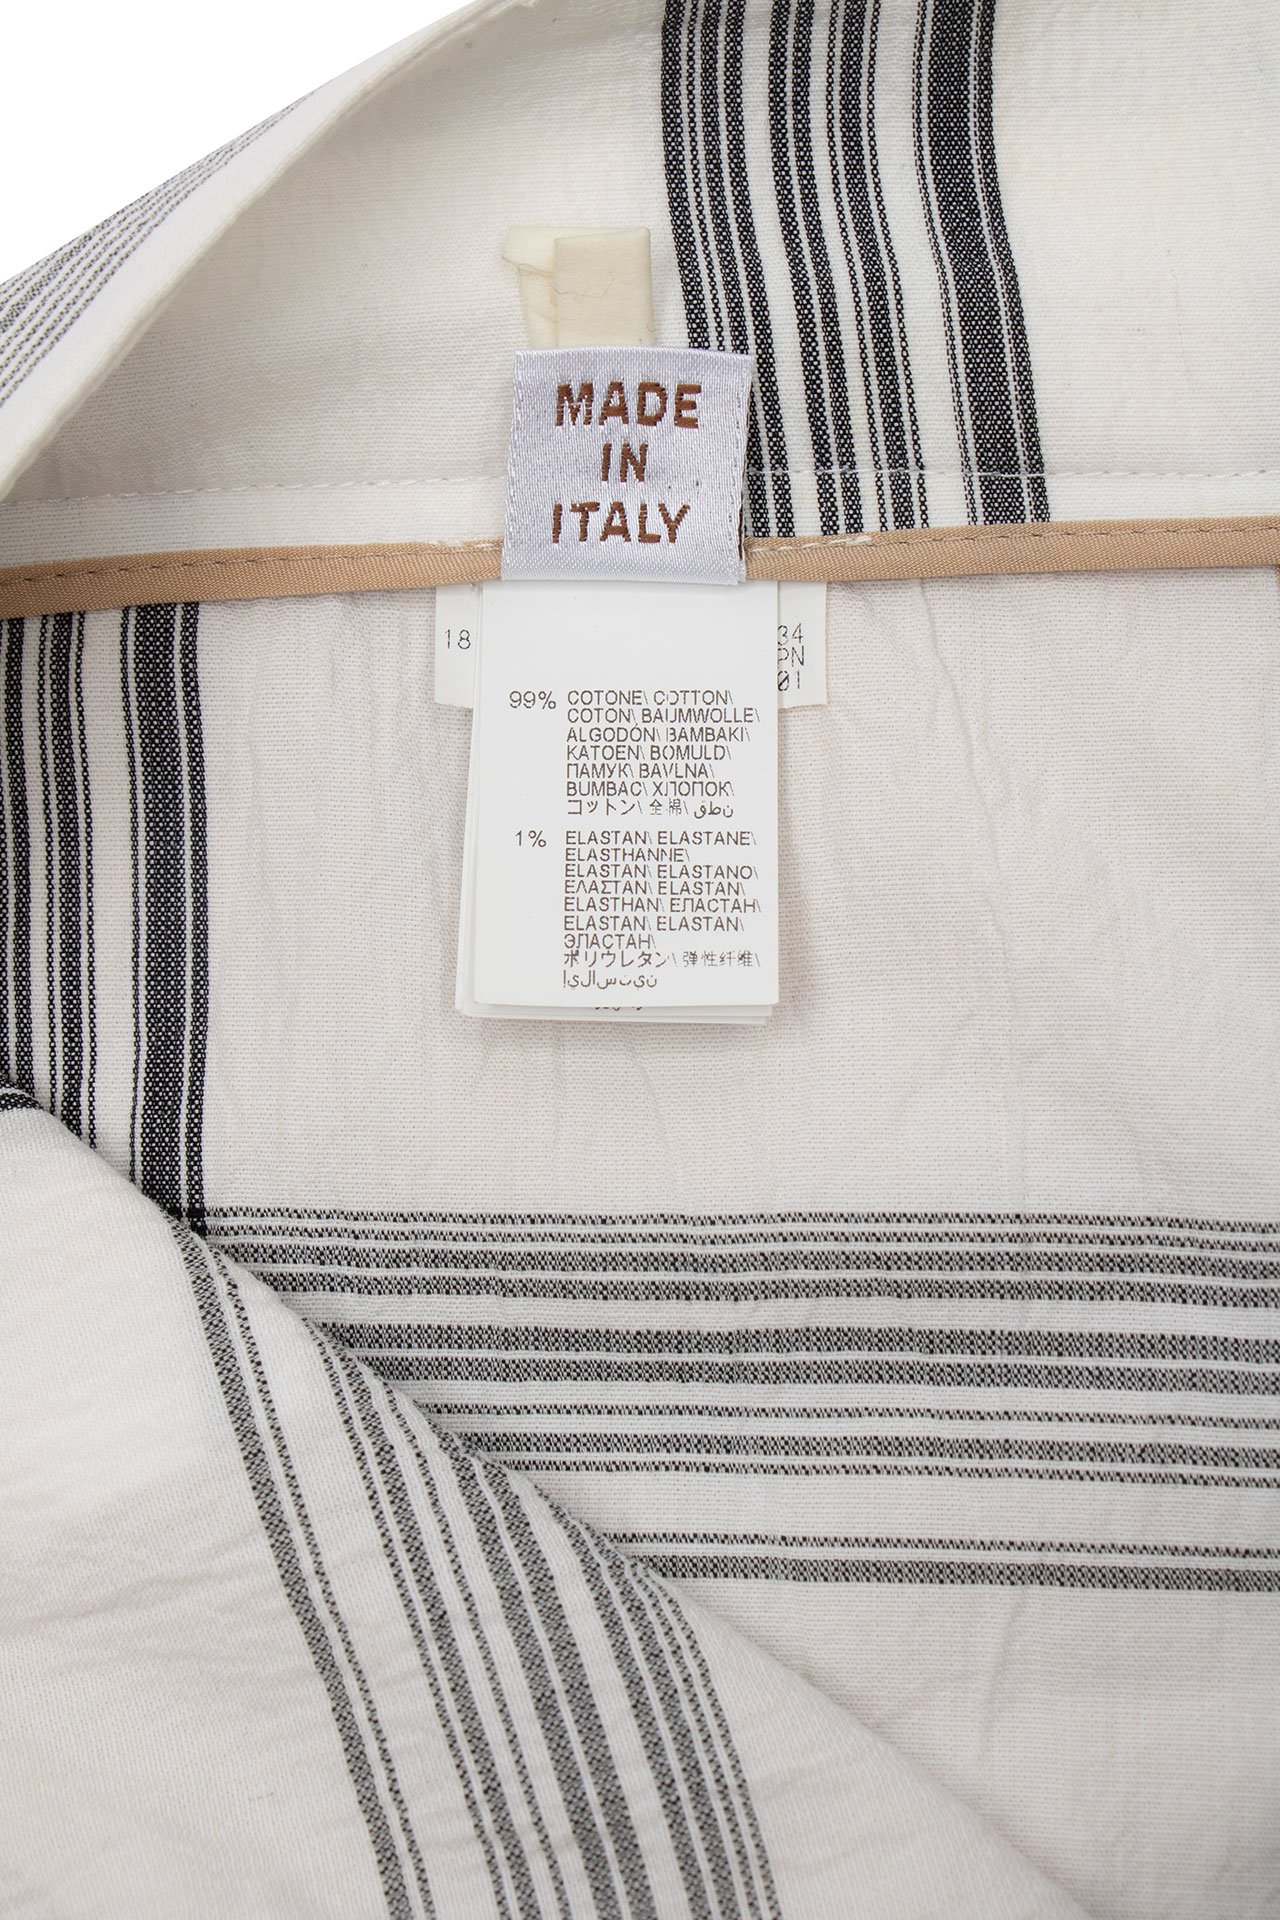 MADE
IN
ITALY
18
34
PN
01
99% COTONE\ COTTON\
COTON\ BAUMWOLLE\
ALGODÓN\ BAMBAKI\
KATOEN\ BOMULD\
ПАМУК\ BAVLNA\
BUMBAC\ ХЛОПОК\
コットン\ 全棉\ قطن
1% ELASTAN\ ELASTANE\
ELASTHANNE\
ELASTAN\ ELASTANO\
ΕΛΑΣΤΑΝ\ ELASTAN\
ELASTHAN\ ЕЛАСТАН\
ELASTAN\ ELASTAN\
ЭЛАСТАН\
ポリウレタン\ 弹性纤维\
إيلاستين